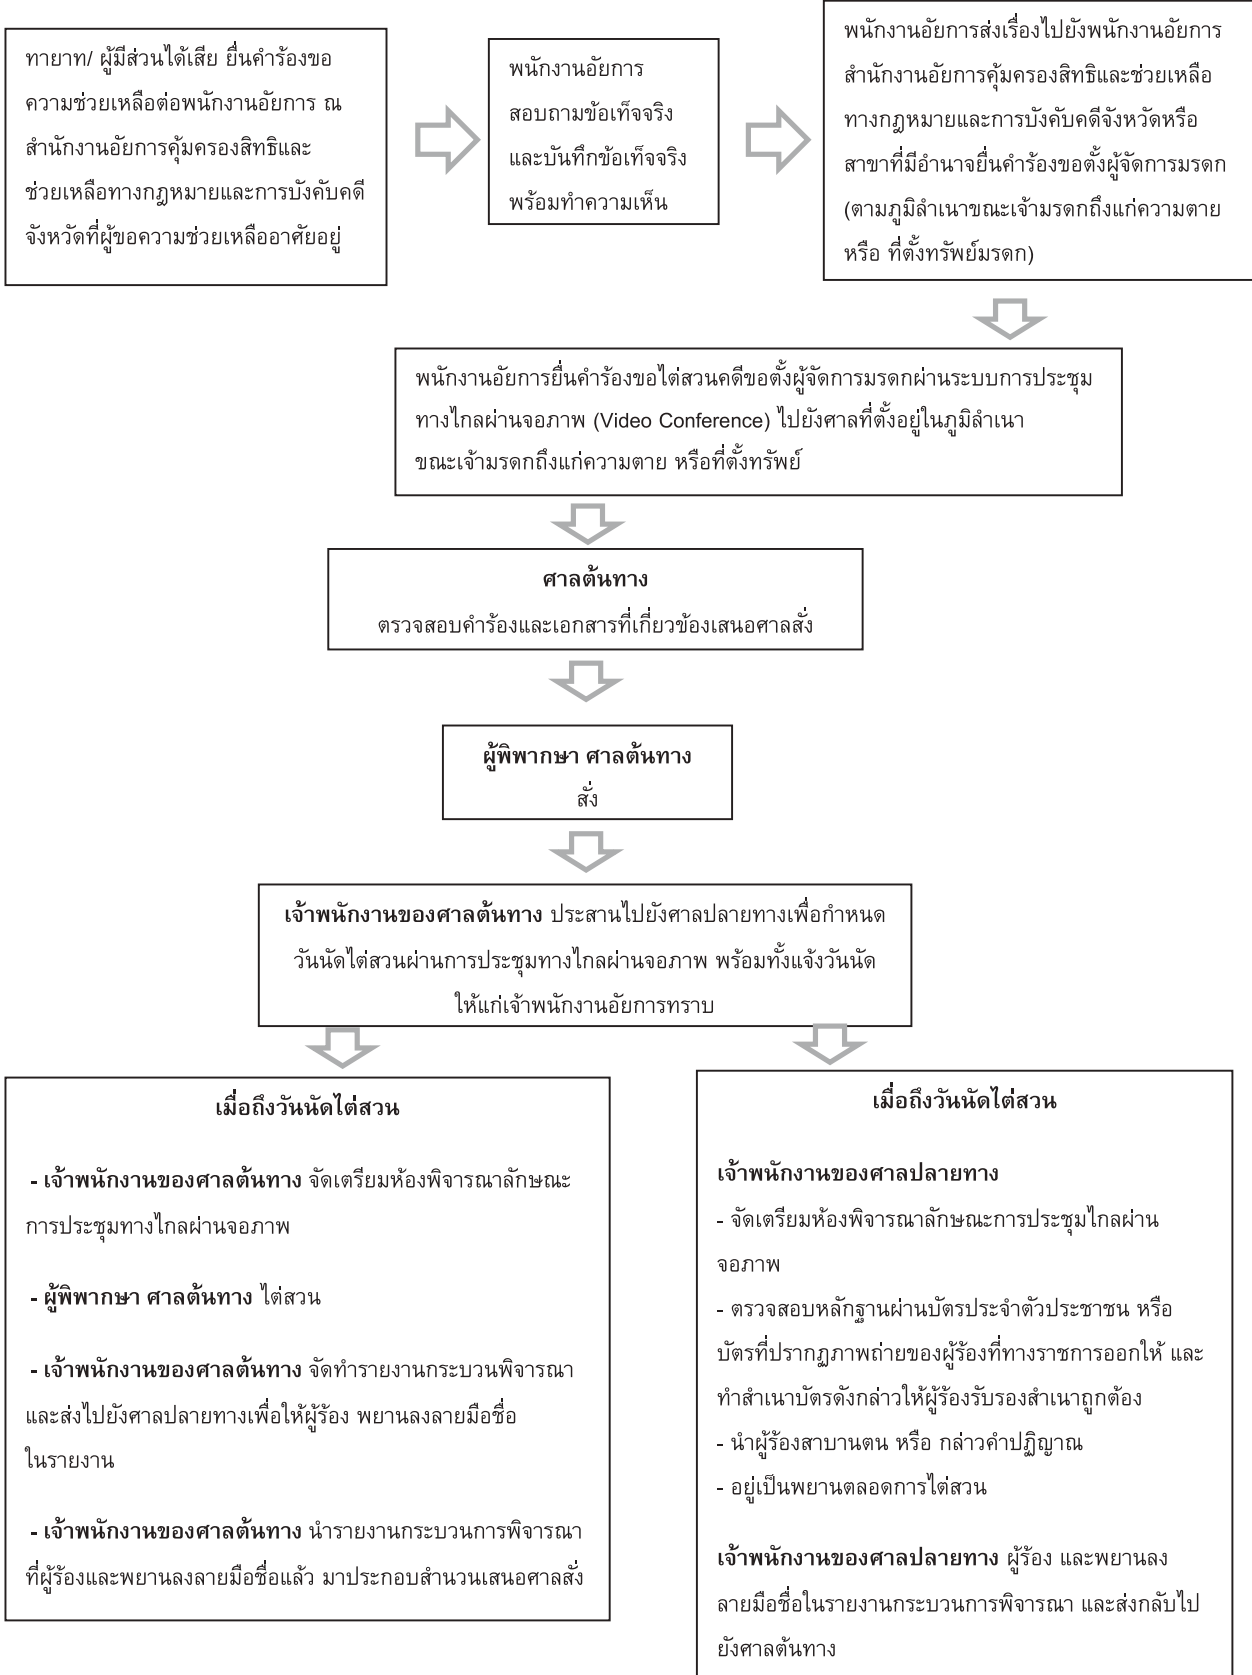 ทายาท/ ผู้มีส่วนได้เสีย ยื่นคำร้องขอ
ความช่วยเหลือต่อพนักงานอัยการ ณ
สำนักงานอัยการคุ้มครองสิทธิและ
ช่วยเหลือทางกฎหมายและการบังคับคดี
จังหวัดที่ผู้ขอความช่วยเหลืออาศัยอยู่
พนักงานอัยการ
สอบถามข้อเท็จจริง
และบันทึกข้อเท็จจริง
พร้อมทำความเห็น
พนักงานอัยการส่งเรื่องไปยังพนักงานอัยการ
สำนักงานอัยการคุ้มครองสิทธิและช่วยเหลือ
ทางกฎหมายและการบังคับคดีจังหวัดหรือ
สาขาที่มีอำนาจยื่นคำร้องขอตั้งผู้จัดการมรดก
(ตามภูมิลำเนาขณะเจ้ามรดกถึงแก่ความตาย
หรือ ที่ตั้งทรัพย์มรดก)
พนักงานอัยการยื่นคำร้องขอไต่สวนคดีขอตั้งผู้จัดการมรดกผ่านระบบการประชุม
ทางไกลผ่านจอภาพ (Video Conference) ไปยังศาลที่ตั้งอยู่ในภูมิลำเนา
ขณะเจ้ามรดกถึงแก่ความตาย หรือที่ตั้งทรัพย์
ศาลต้นทาง
ตรวจสอบคำร้องและเอกสารที่เกี่ยวข้องเสนอศาลสั่ง
ผู้พิพากษา ศาลต้นทาง
สั่ง
เจ้าพนักงานของศาลต้นทาง ประสานไปยังศาลปลายทางเพื่อกำหนด
วันนัดไต่สวนผ่านการประชุมทางไกลผ่านจอภาพ พร้อมทั้งแจ้งวันนัด
ให้แก่เจ้าพนักงานอัยการทราบ
เมื่อถึงวันนัดไต่สวน
- เจ้าพนักงานของศาลต้นทาง จัดเตรียมห้องพิจารณาลักษณะ
การประชุมทางไกลผ่านจอภาพ
- ผู้พิพากษา ศาลต้นทาง ไต่สวน
- เจ้าพนักงานของศาลต้นทาง จัดทำรายงานกระบวนพิจารณา
และส่งไปยังศาลปลายทางเพื่อให้ผู้ร้อง พยานลงลายมือชื่อ
ในรายงาน
- เจ้าพนักงานของศาลต้นทาง นำรายงานกระบวนการพิจารณา
ที่ผู้ร้องและพยานลงลายมือชื่อแล้ว มาประกอบสำนวนเสนอศาลสั่ง
เมื่อถึงวันนัดไต่สวน
เจ้าพนักงานของศาลปลายทาง
- จัดเตรียมห้องพิจารณาลักษณะการประชุมไกลผ่าน
จอภาพ
- ตรวจสอบหลักฐานผ่านบัตรประจำตัวประชาชน หรือ
บัตรที่ปรากฏภาพถ่ายของผู้ร้องที่ทางราชการออกให้ และ
ทำสำเนาบัตรดังกล่าวให้ผู้ร้องรับรองสำเนาถูกต้อง
- นำผู้ร้องสาบานตน หรือ กล่าวคำปฏิญาณ
- อยู่เป็นพยานตลอดการไต่สวน
เจ้าพนักงานของศาลปลายทาง ผู้ร้อง และพยานลง
ลายมือชื่อในรายงานกระบวนการพิจารณา และส่งกลับไป
ยังศาลต้นทาง